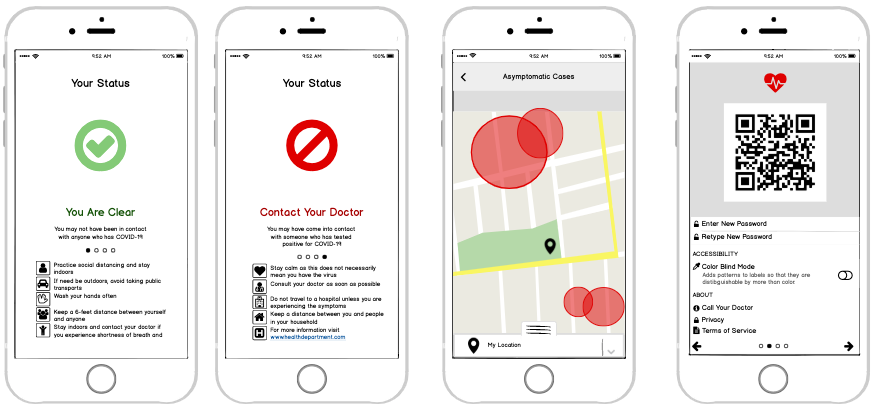 9:52 AM
100%
Your Status
You Are Clear
You may not have been in contact
with anyone who has COVID-19
Practice social distancing and stay
indoors
If need be outdoors, avoid taking public
transports
Wash your hands often
Keep a 6-feet distance between yourself
and anyone
Stay indoors and contact your doctor if
you experience shortness of breath and
9:52 AM
100%
Your Status
Contact Your Doctor
You may have come into contact
with someone who has tested
positive for COVID-19
Stay calm as this does not necessarily
mean you have the virus
Consult your doctor as soon as possible
Do not travel to a hospital unless you are
experiencing the symptoms
Keep a distance between you and people
in your household
For more information visit
www.healthdepartment.com
9:52 AM
100%
Asymptomatic Cases
My Location
9:52 AM
100%
Enter New Password
Retype New Password
ACCESSIBILITY
Color Blind Mode
Adds patterns to labels so that they are
distinguishable by more than color
ABOUT
Call Your Doctor
Privacy
Terms of Service